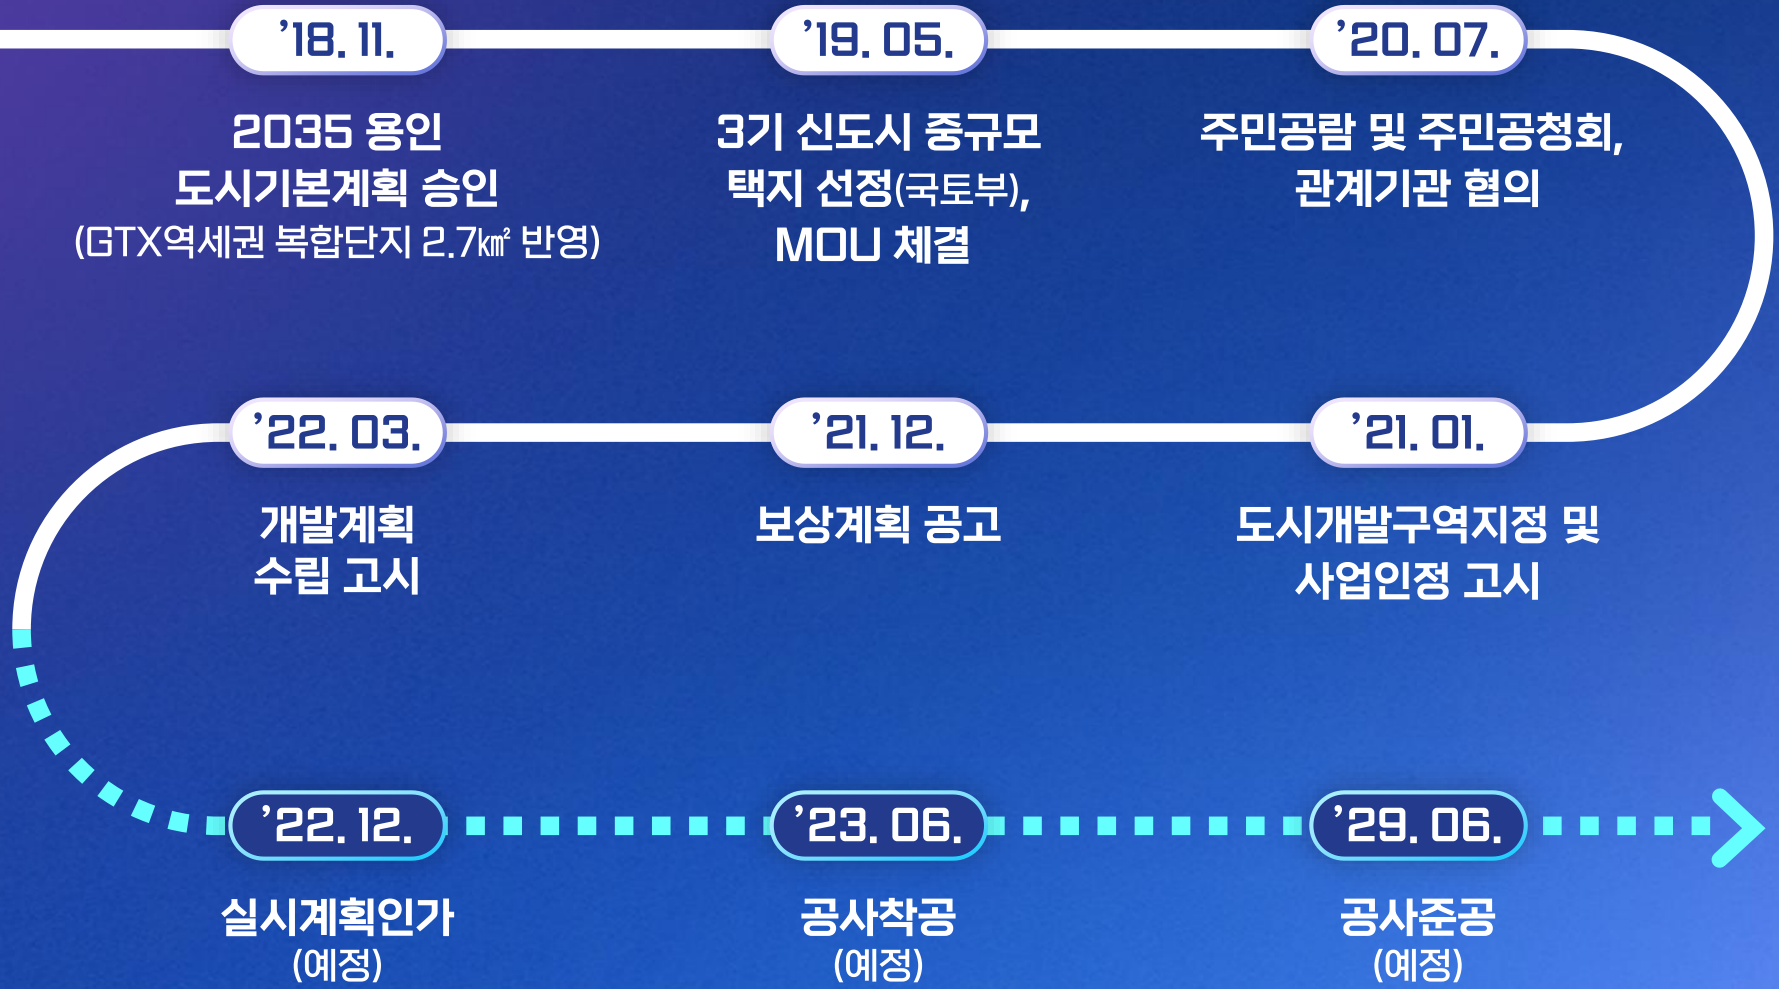 ’18. 11.
2035 용인
도시기본계획 승인
(GTX역세권 복합단지 2.7㎢ 반영)
’19. 05.
3기 신도시 중규모
택지 선정(국토부),
MOU 체결
’20. 07.
주민공람 및 주민공청회,
관계기관 협의
’21. 01.
도시개발구역지정 및
사업인정 고시
’21. 12.
보상계획 공고
’22. 03.
개발계획
수립 고시
’22. 12.
실시계획인가
(예정)
’23. 06.
공사착공
(예정)
’29. 06.
공사준공
(예정)